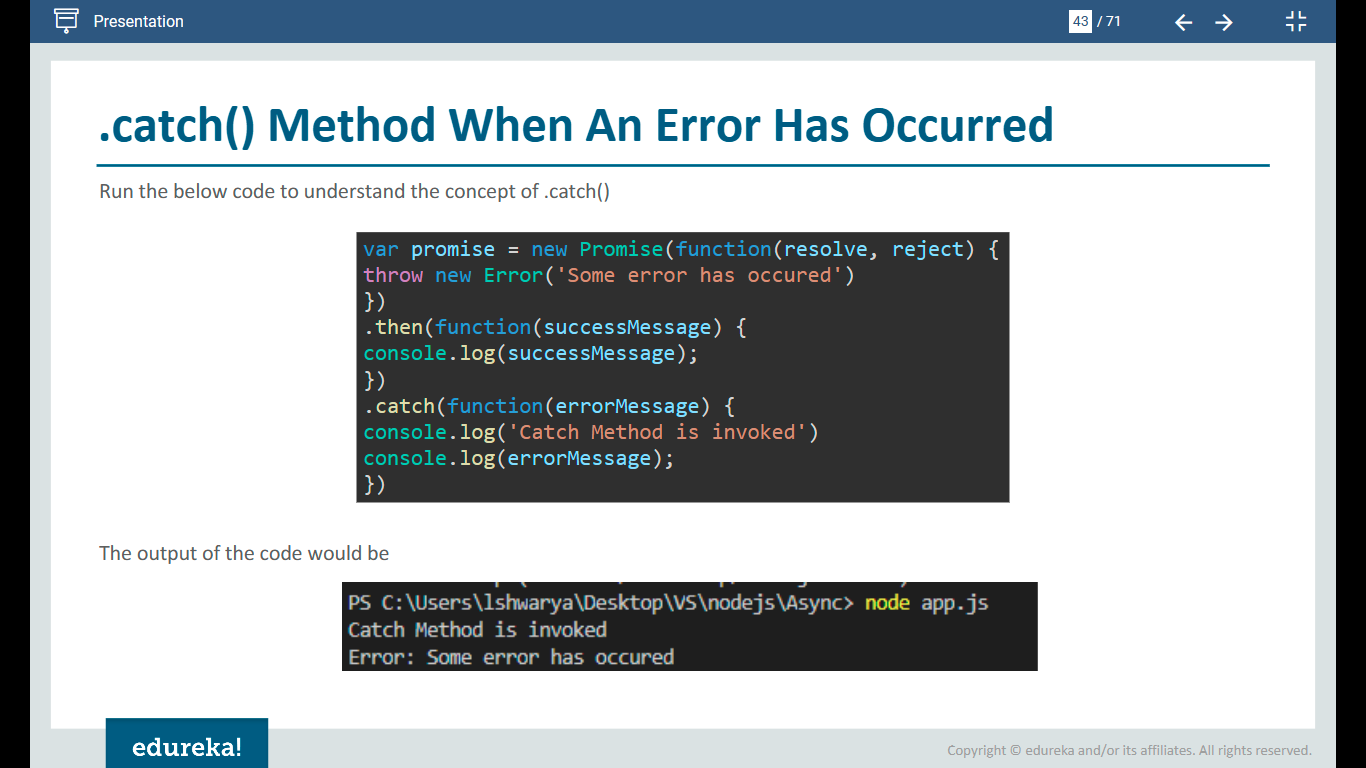 Presentation
43 / 71
.catch() Method When An Error Has Occurred
Run the below code to understand the concept of .catch()
var promise = new Promise(function(resolve, reject) {
throw new Error('Some error has occured')
})
.then(function(successMessage) {
console.log(successMessage);
})
.catch(function(errorMessage) {
console.log('Catch Method is invoked')
console.log(errorMessage);
})
The output of the code would be
PS C:\Users\lshwarya\Desktop\VS\nodejs\Async> node app.js
Catch Method is invoked
Error: Some error has occured
edureka!
Copyright © edureka and/or its affiliates. All rights reserved.